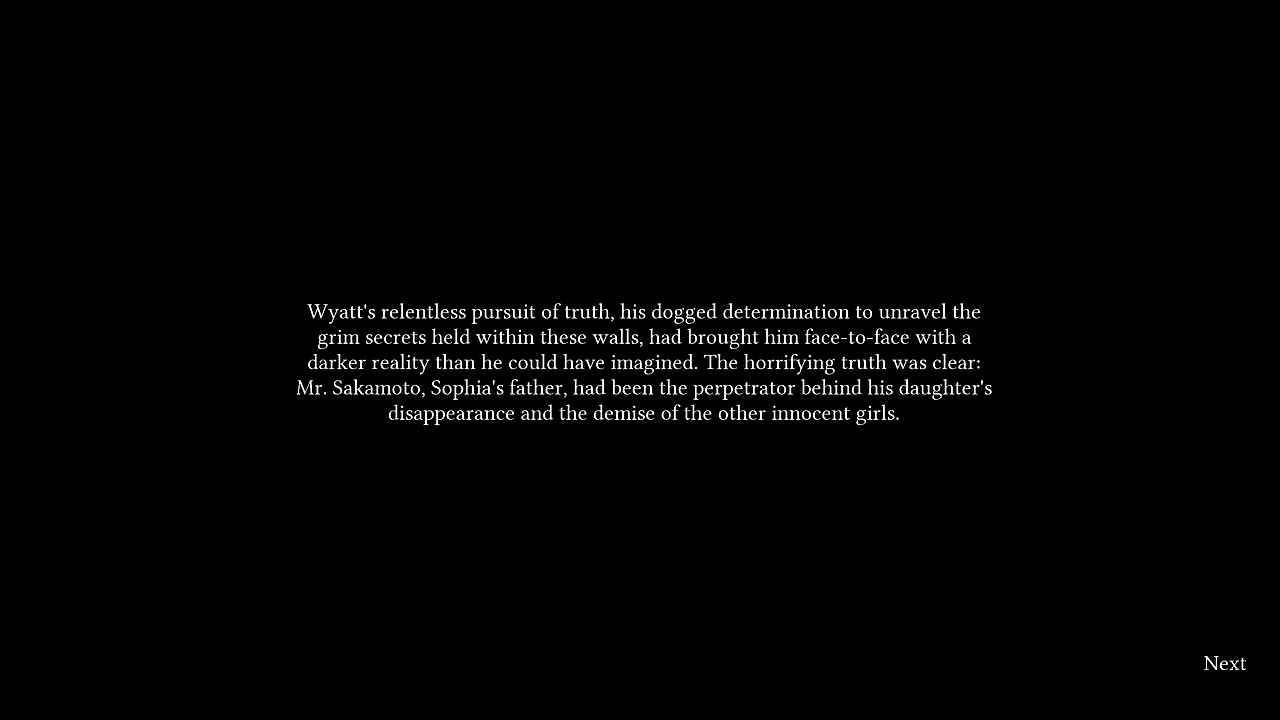 Wyatt's relentless pursuit of truth, his dogged determination to unravel the
grim secrets held within these walls, had brought him face-to-face with a
darker reality than he could have imagined. The horrifying truth was clear:
Mr. Sakamoto, Sophia's father, had been the perpetrator behind his daughter's
disappearance and the demise of the other innocent girls.
Next